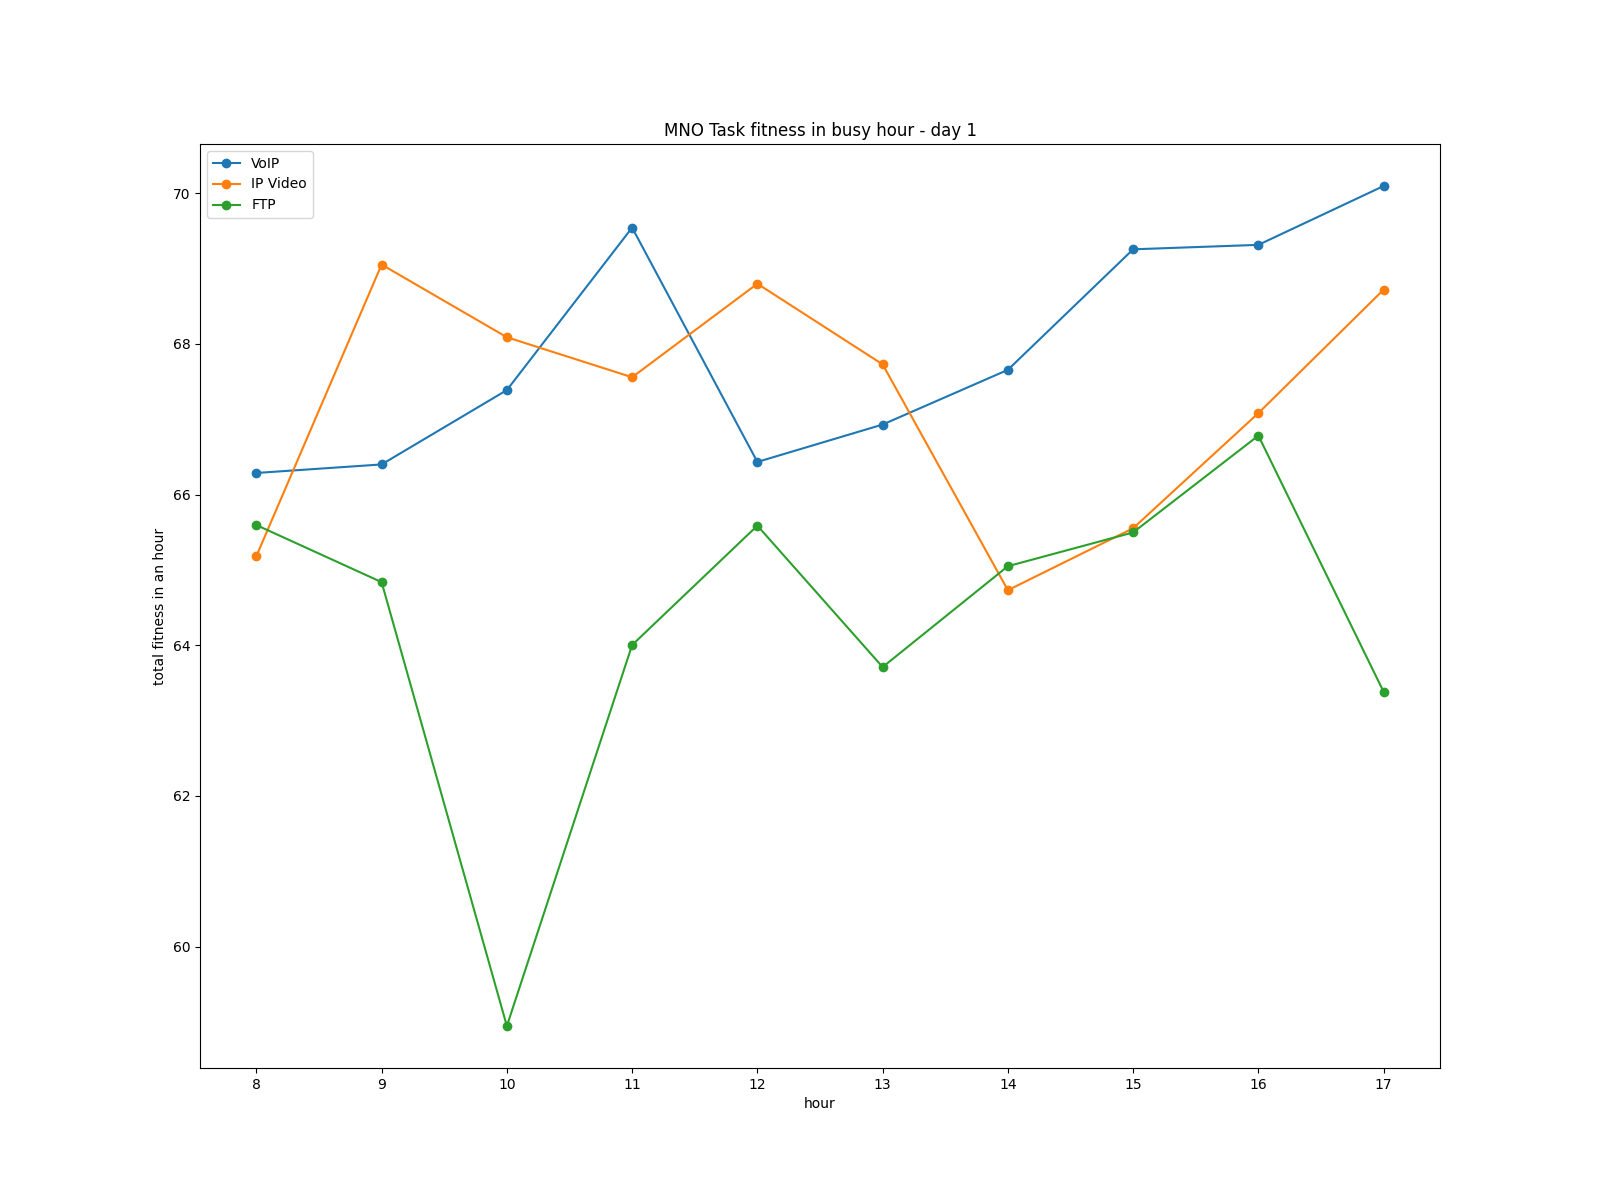 MNO Task fitness in busy hour - day 1
VoIP
IP Video
FTP
70
68
66
64
62
60
total fitness in an hour
8 9 10 11 12 13 14 15 16 17
hour